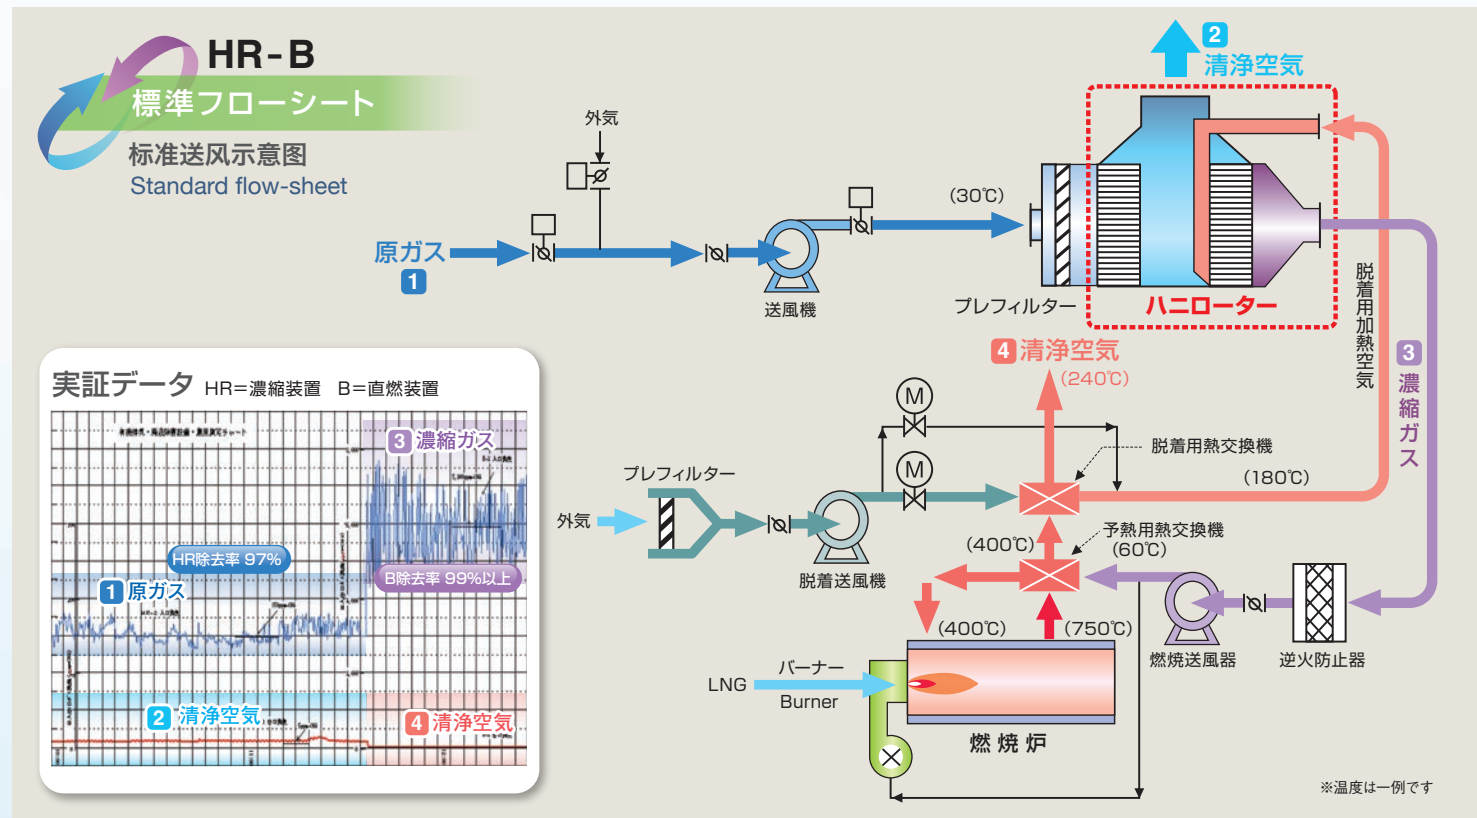 HR-B
標準フローシート
标准送风示意图
Standard flow-sheet
2
清浄空気
外気
(30℃)
原ガス
1
送風機
プレフィルター
ハニローター
脱着用加熱空気
3
濃縮ガス
4 清浄空気
(240℃)
M
脱着用熱交換機
M
(180℃)
プレフィルター
外気
脱着送風機
(400℃)
予熱用熱交換機
(60℃)
(400℃)
(750℃)
燃焼送風器
逆火防止器
LNG
バーナー
Burner
燃焼炉
※温度は一例です
実証データ HR=濃縮装置 B=直燃装置
3 濃縮ガス
HR除去率 97%
B除去率 99%以上
1 原ガス
2 清浄空気
4 清浄空気